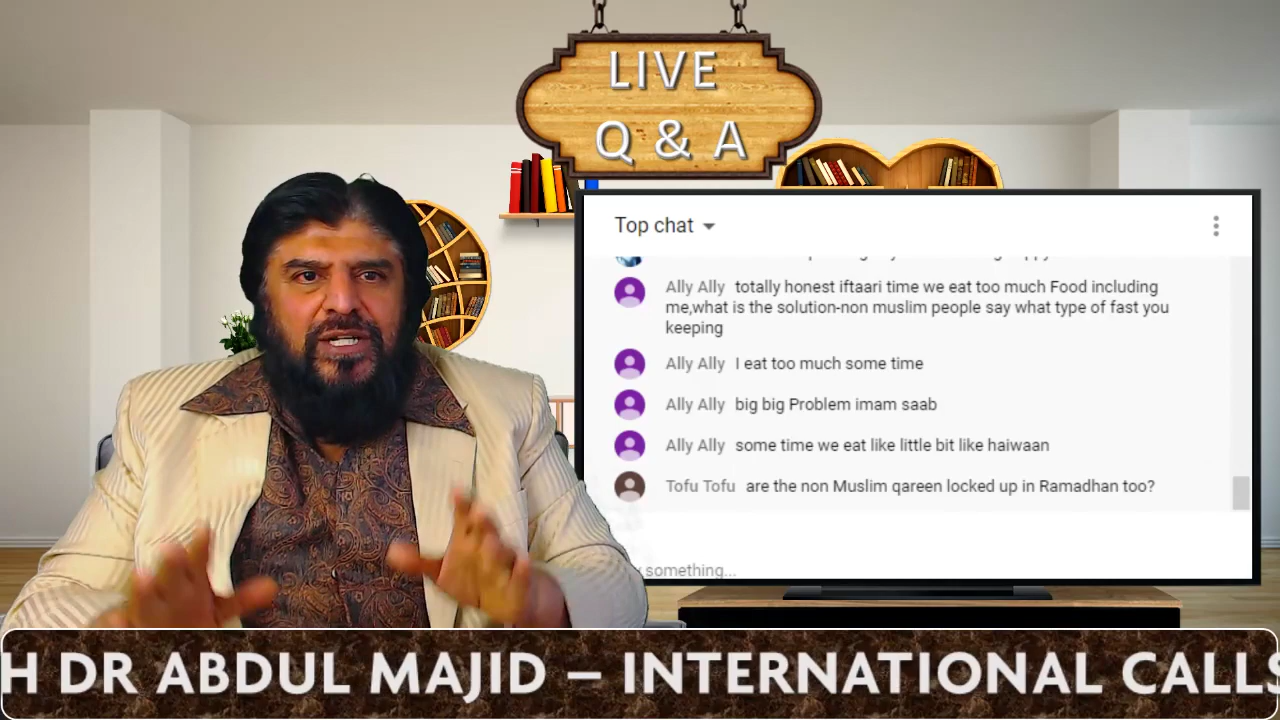 LIVE
Q & A
Top chat
Ally Ally totally honest iftaari time we eat too much Food including
me,what is the solution-non muslim people say what type of fast you
keeping
Ally Ally I eat too much some time
Ally Ally big big Problem imam saab
Ally Ally some time we eat like little bit like haiwaan
Tofu Tofu are the non Muslim qareen locked up in Ramadhan too?
something...
H DR ABDUL MAJID – INTERNATIONAL CALLS